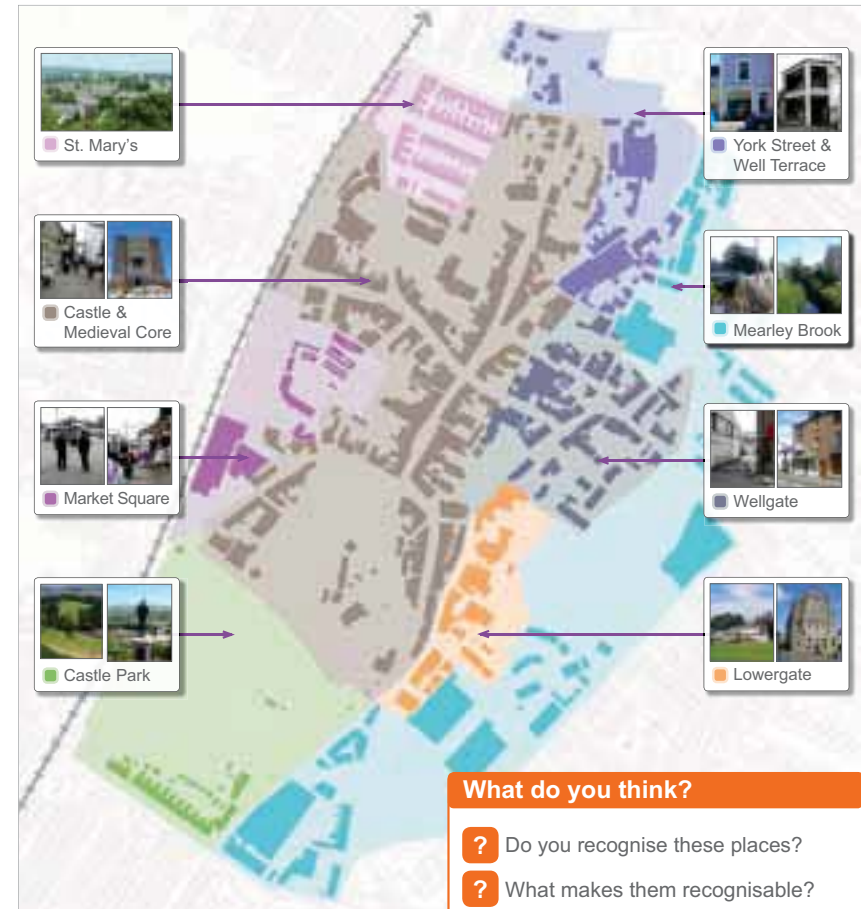 St. Mary's
Castle &
Medieval Core
Market Square
Castle Park
York Street &
Well Terrace
Mearley Brook
Wellgate
Lowergate
What do you think?
? Do you recognise these places?
? What makes them recognisable?